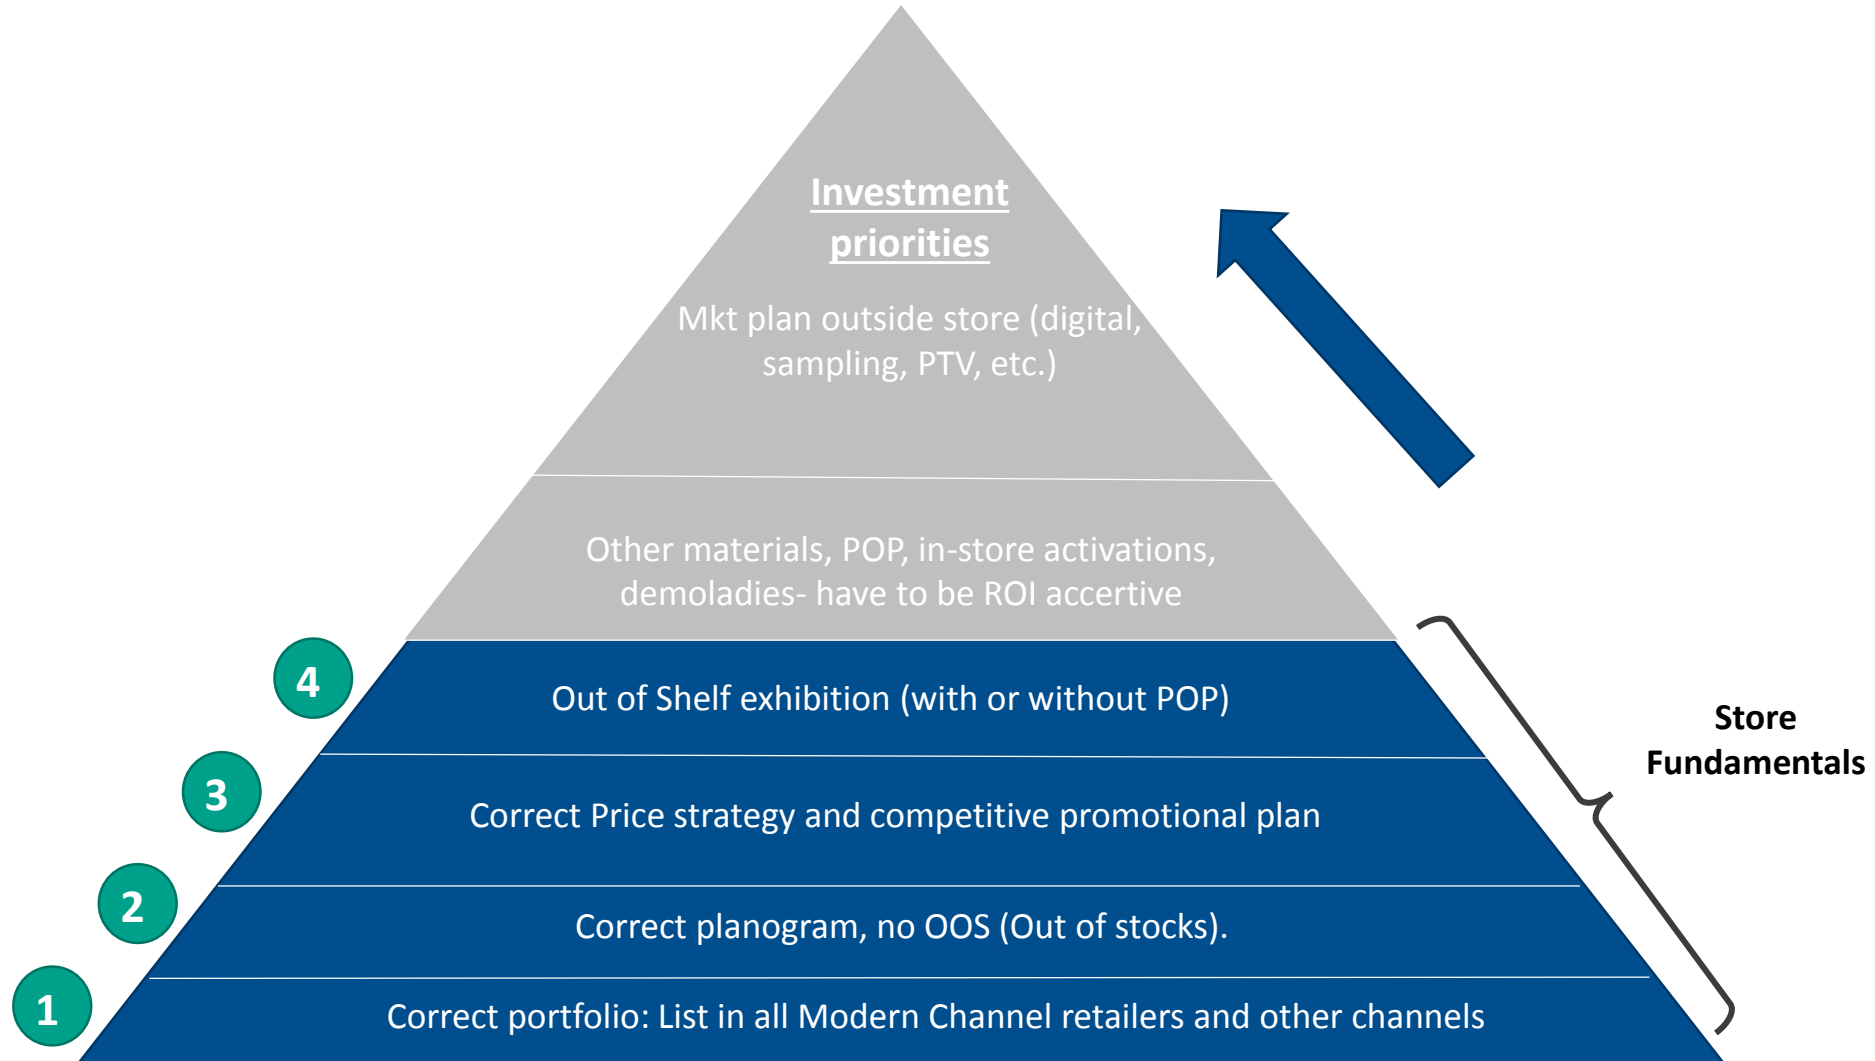 Investment
priorities
Mkt plan outside store (digital,
sampling, PTV, etc.)
Other materials, POP, in-store activations,
demoladies- have to be ROI accertive
4
Out of Shelf exhibition (with or without POP)
Store
Fundamentals
3
Correct Price strategy and competitive promotional plan
2
Correct planogram, no OOS (Out of stocks).
1
Correct portfolio: List in all Modern Channel retailers and other channels